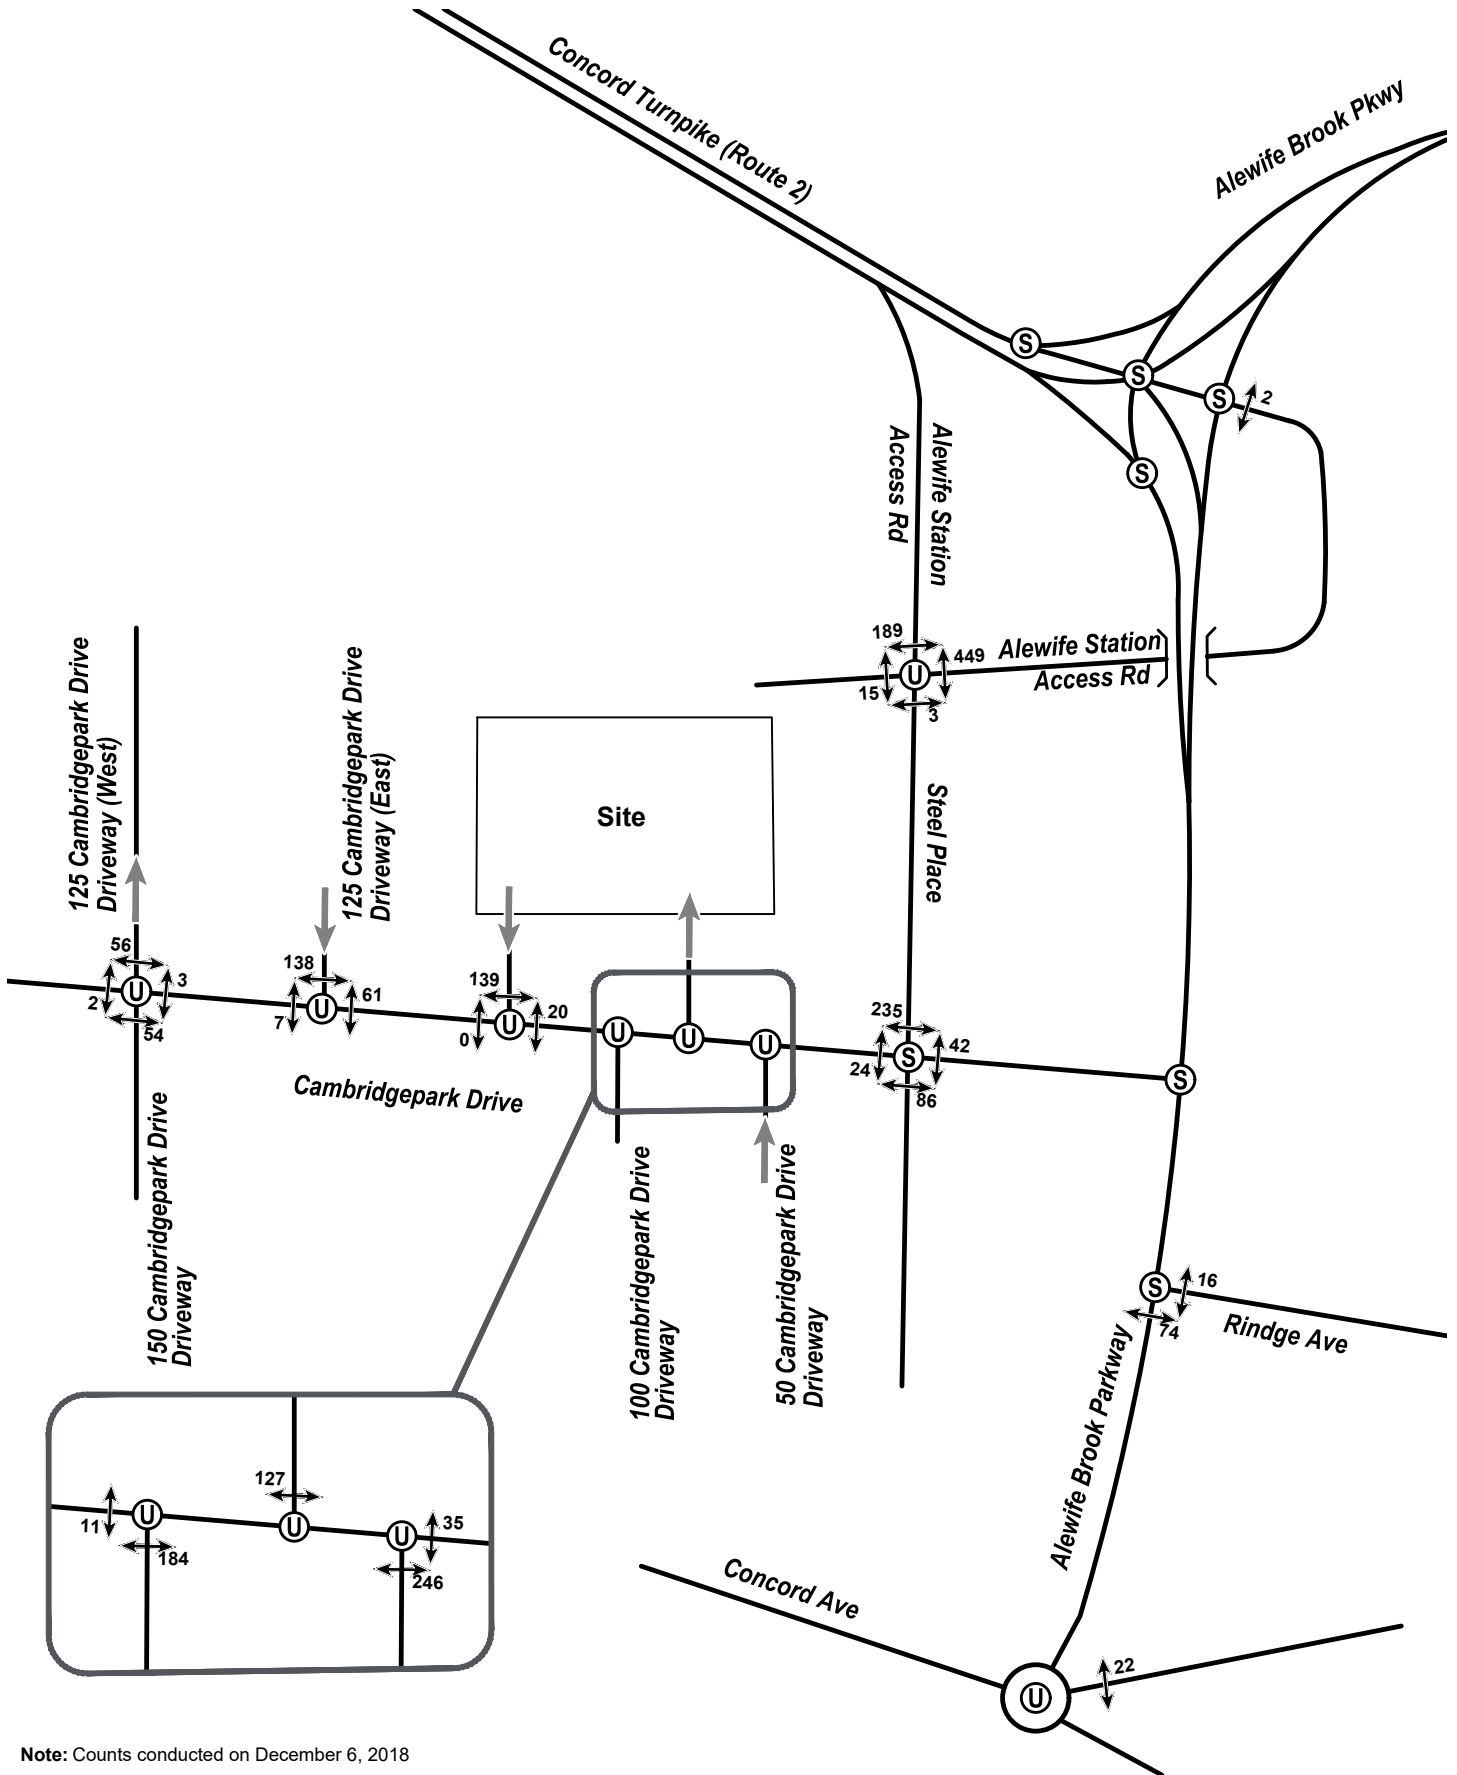 Concord Turnpike (Route 2)
Alewife Brook Pkwy
S
S
S
2
S
Alewife Station
Access Rd
189
449
U
15
3
Alewife Station
Access Rd
125 Cambridgepark Drive
Driveway (West)
125 Cambridgepark Drive
Driveway (East)
Site
Steel Place
56
3
U
2
54
138
61
U
7
139
20
U
0
U
U
U
235
42
S
24
86
S
Cambridgepark Drive
150 Cambridgepark Drive
Driveway
100 Cambridgepark Drive
Driveway
50 Cambridgepark Drive
Driveway
S
16
74
Rindge Ave
Alewife Brook Parkway
127
U
U
U
35
11
184
246
Concord Ave
U
22
Note: Counts conducted on December 6, 2018